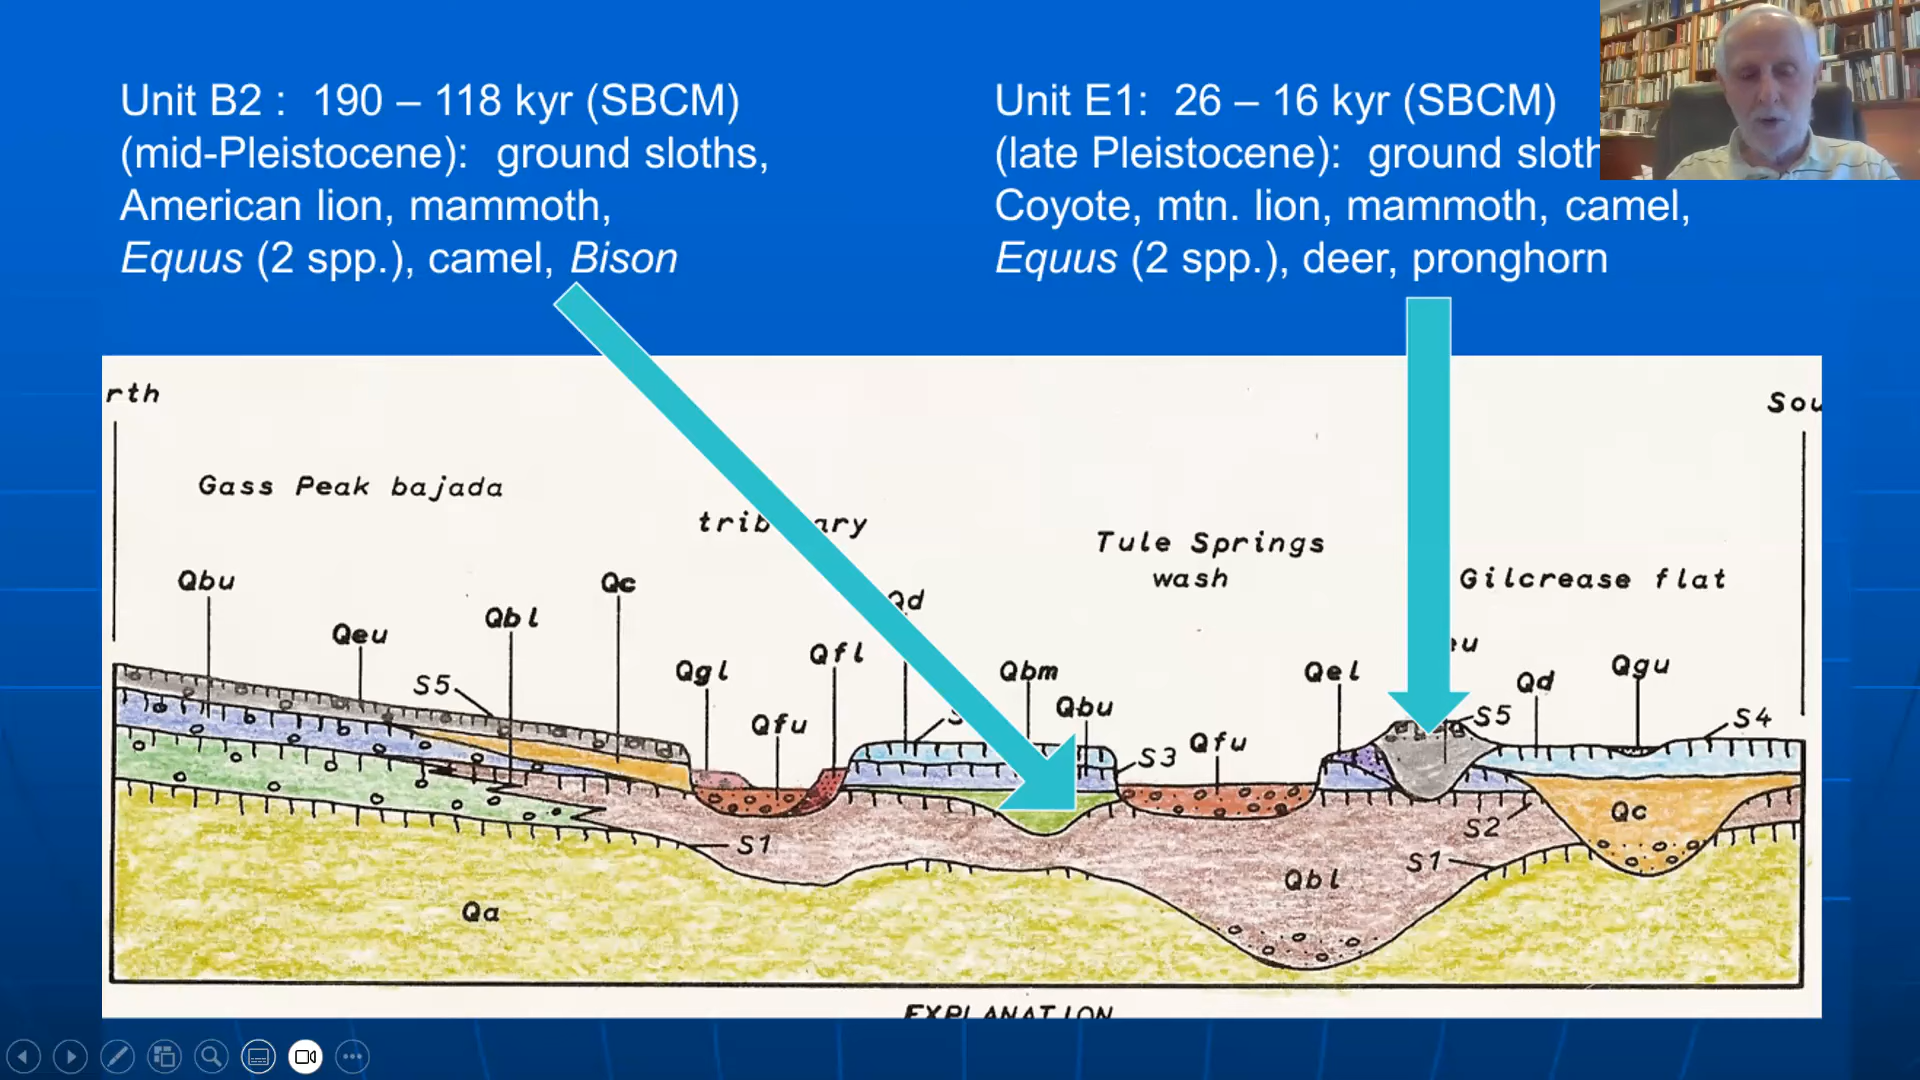 Unit B2 : 190 – 118 kyr (SBCM)
(mid-Pleistocene): ground sloths,
American lion, mammoth,
Equus (2 spp.), camel, Bison
Unit E1: 26 – 16 kyr (SBCM)
(late Pleistocene): ground sloth
Coyote, mtn. lion, mammoth, camel,
Equus (2 spp.), deer, pronghorn
rth
Sou
Gass Peak bajada
trib ary
Tule Springs
wash
Gilcrease flat
Qbu
Qeu
Qbl
Qc
Qgl
Qfu
Qfl
Qd
Qbm
Qbu
Qfu
Qel
eu
Qd
Qgu
S5
S
S3
S5
S4
S1
S2
S1
Qc
Qbl
Qa
EXPLANATION